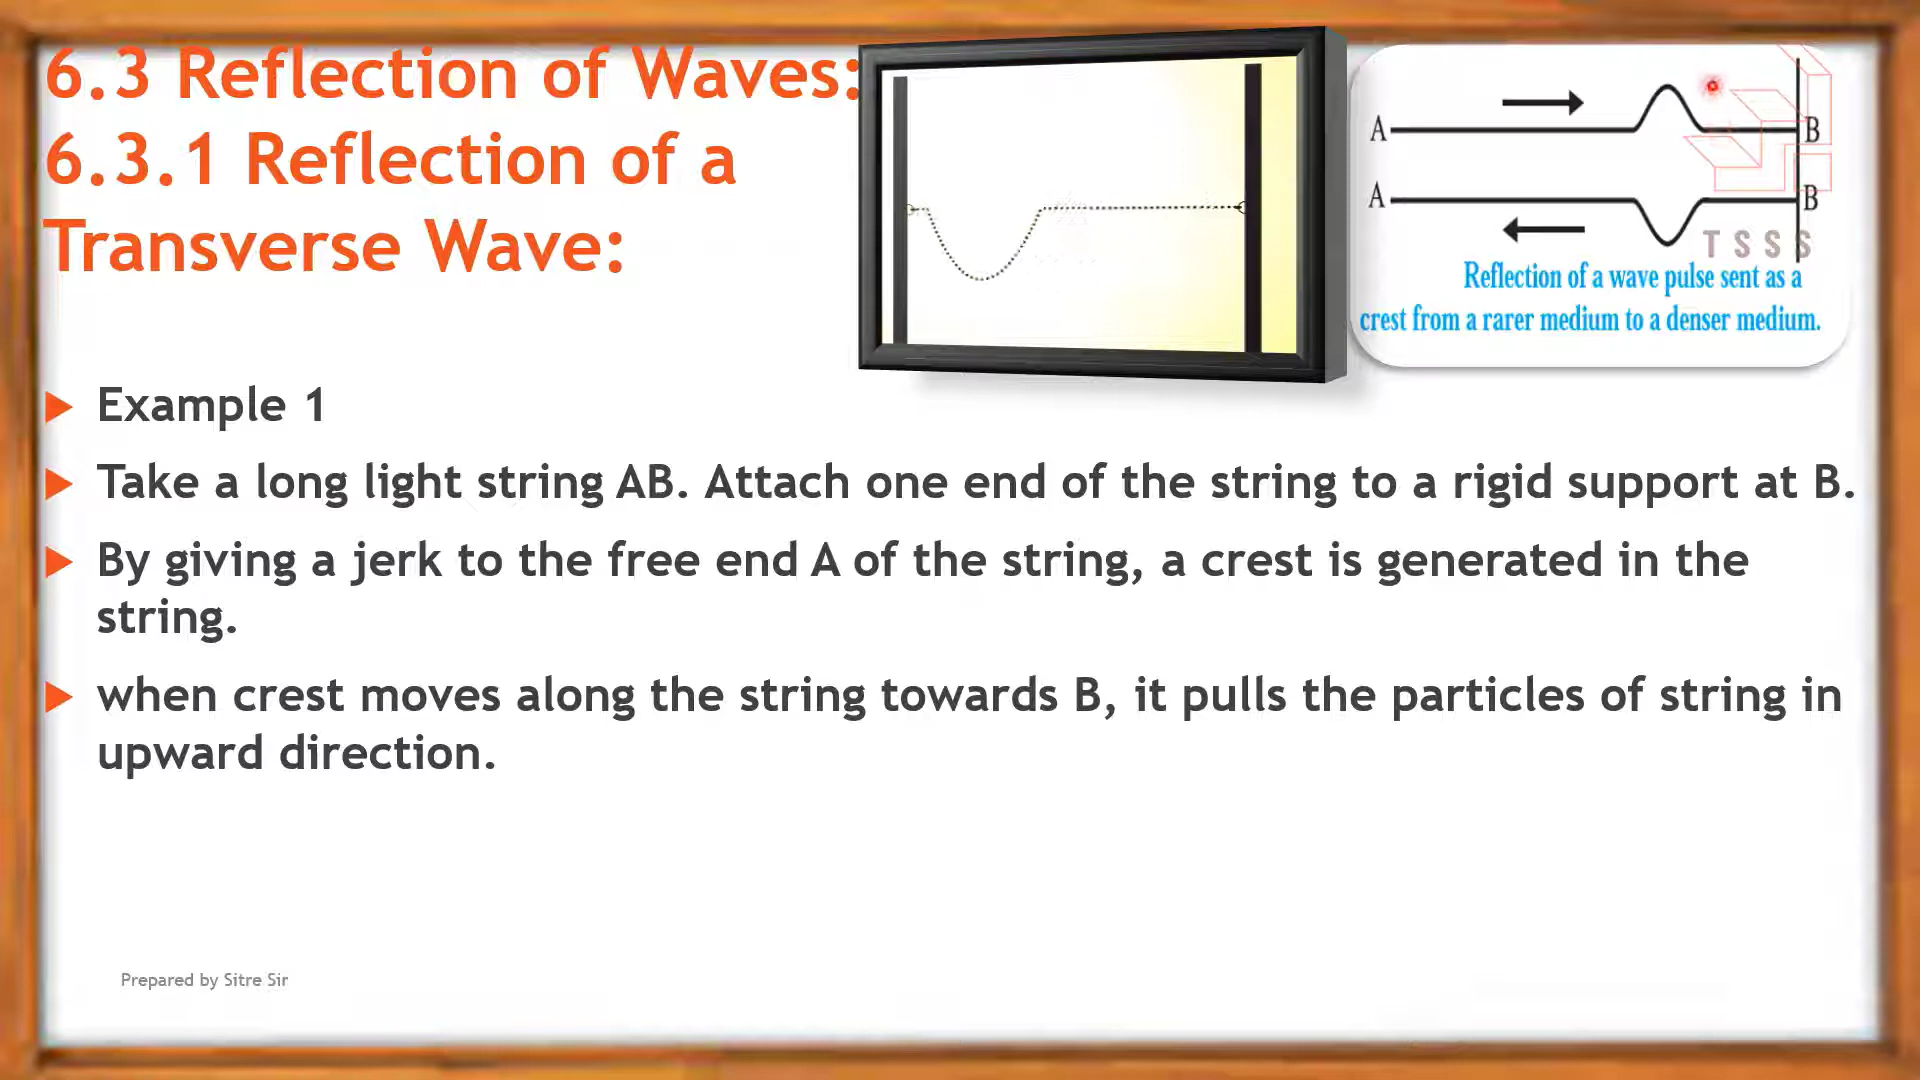 6.3 Reflection of Waves:
6.3.1 Reflection of a
Transverse Wave:
A
B
A
B
TSSS
Reflection of a wave pulse sent as a
crest from a rarer medium to a denser medium.
Example 1
Take a long light string AB. Attach one end of the string to a rigid support at B.
By giving a jerk to the free end A of the string, a crest is generated in the
string.
when crest moves along the string towards B, it pulls the particles of string in
upward direction.
Prepared by Sitre Sir